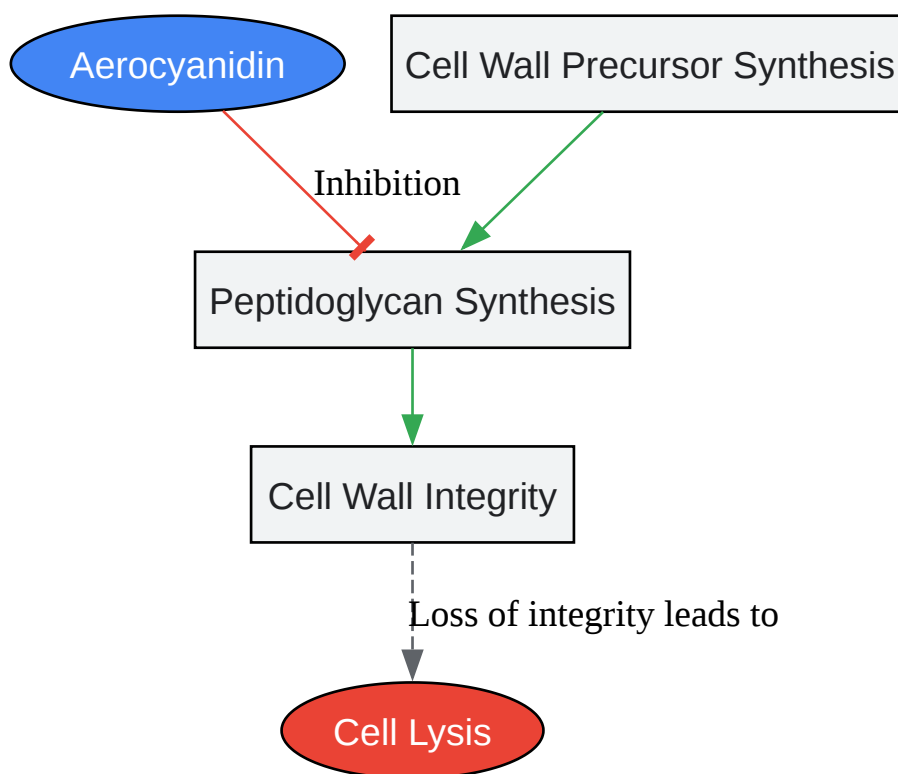 Aerocyanidin
Cell Wall Precursor Synthesis
Inhibition
Peptidoglycan Synthesis
Cell Wall Integrity
Loss of integrity leads to
Cell Lysis